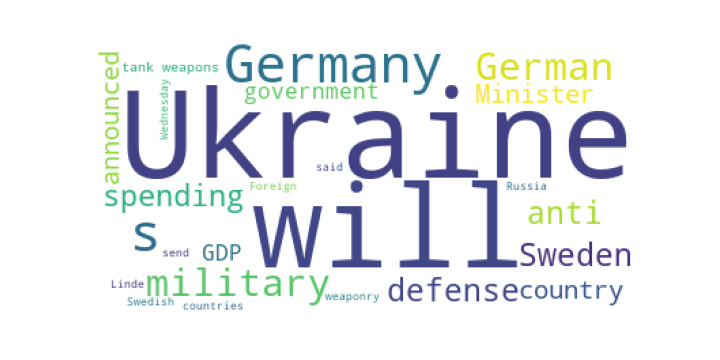 announced
tank weapons
Wednesday
Germany
German
government
Minister
Ukraine
said
Foreign
Russia
spending
will
anti
s
send
GDP
Sweden
Linde
military
defense
country
Swedish
countries
weaponry